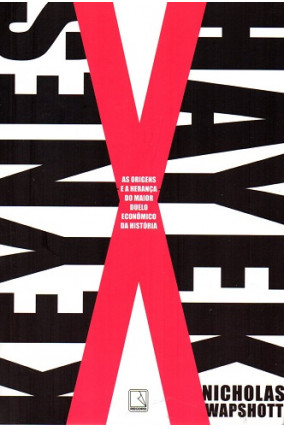 KEYNES
X
HAYEK
AS ORIGENS
E A HERANÇA
DO MAIOR
DUELO
ECONÔMICO
DA HISTÓRIA
NICHOLAS
WAPSHOTT